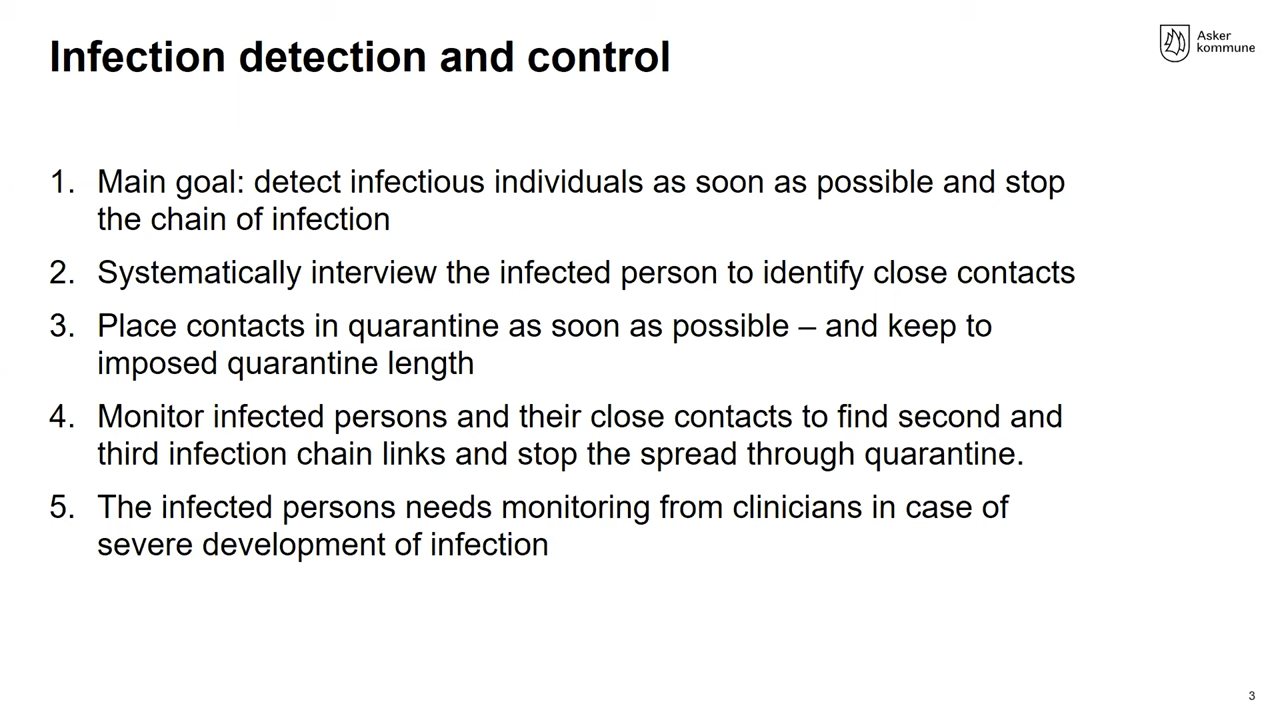 Infection detection and control
Asker
kommune
1. Main goal: detect infectious individuals as soon as possible and stop
the chain of infection
2. Systematically interview the infected person to identify close contacts
3. Place contacts in quarantine as soon as possible – and keep to
imposed quarantine length
4. Monitor infected persons and their close contacts to find second and
third infection chain links and stop the spread through quarantine.
5. The infected persons needs monitoring from clinicians in case of
severe development of infection
3